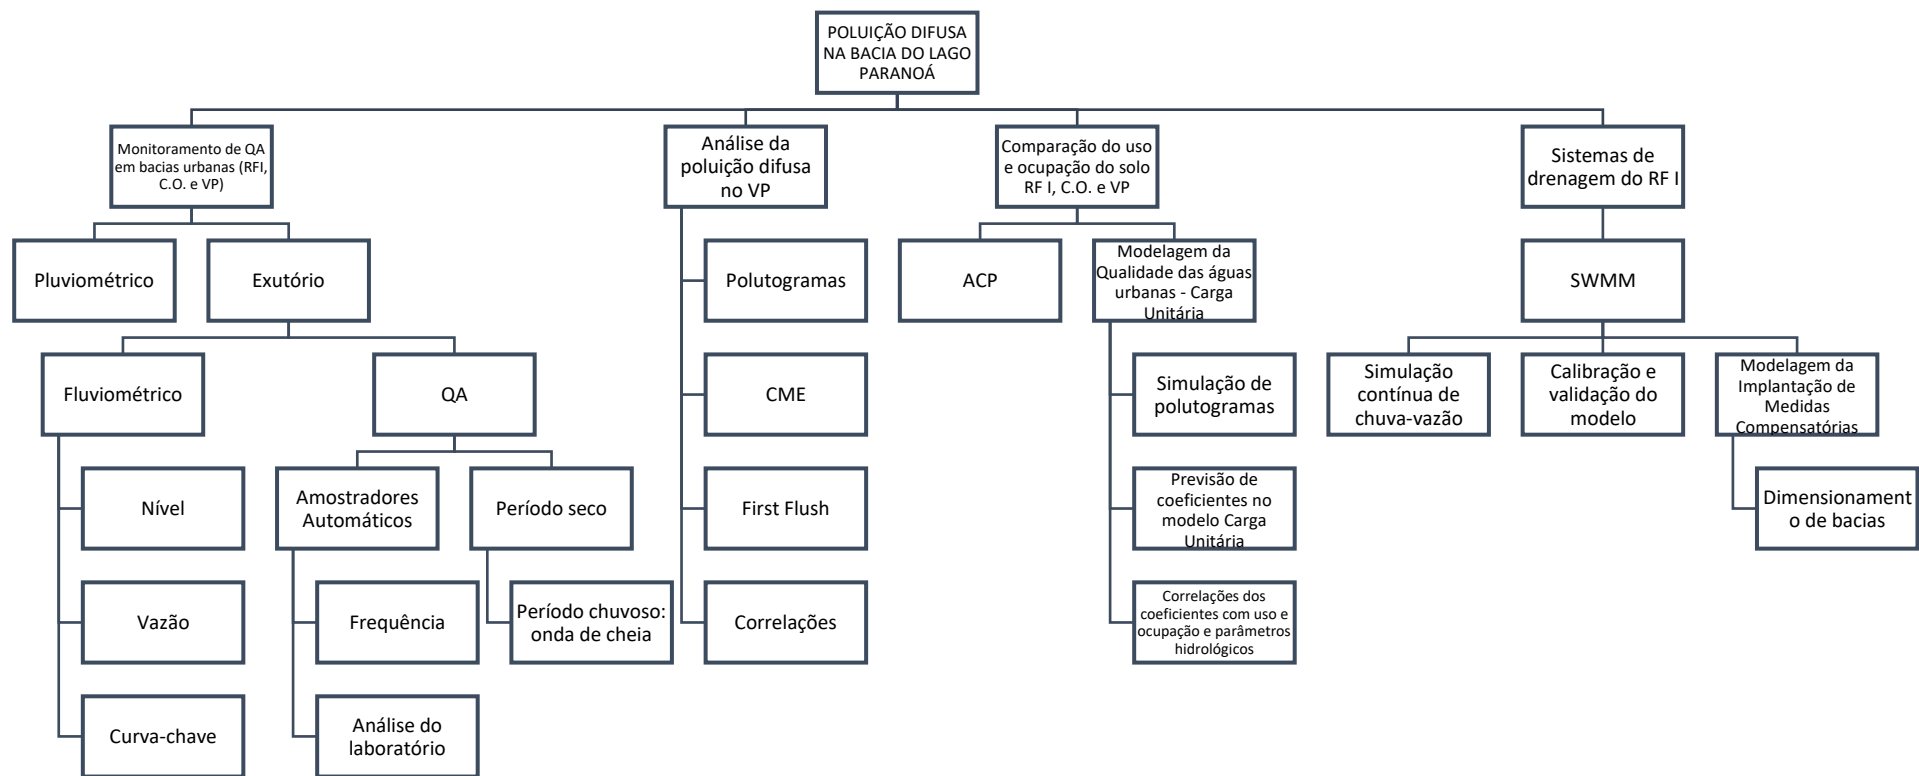 POLUIÇÃO DIFUSA
NA BACIA DO LAGO
PARANOÁ
Monitoramento de QA
em bacias urbanas (RFI,
C.O. e VP)
Análise da
poluição difusa
no VP
Comparação do uso
e ocupação do solo
RF I, C.O. e VP
Sistemas de
drenagem do RF I
Pluviométrico
Exutório
Polutogramas
ACP
Modelagem da
Qualidade das águas
urbanas - Carga
Unitária
SWMM
Fluviométrico
QA
CME
Simulação de
polutogramas
Simulação
contínua de
chuva-vazão
Calibração e
validação do
modelo
Modelagem da
Implantação de
Medidas
Compensatórias
Nível
Amostradores
Automáticos
Período seco
First Flush
Previsão de
coeficientes no
modelo Carga
Unitária
Dimensionament
o de bacias
Vazão
Frequência
Período chuvoso:
onda de cheia
Correlações
Correlações dos
coeficientes com uso e
ocupação e parâmetros
hidrológicos
Curva-chave
Análise do
laboratório